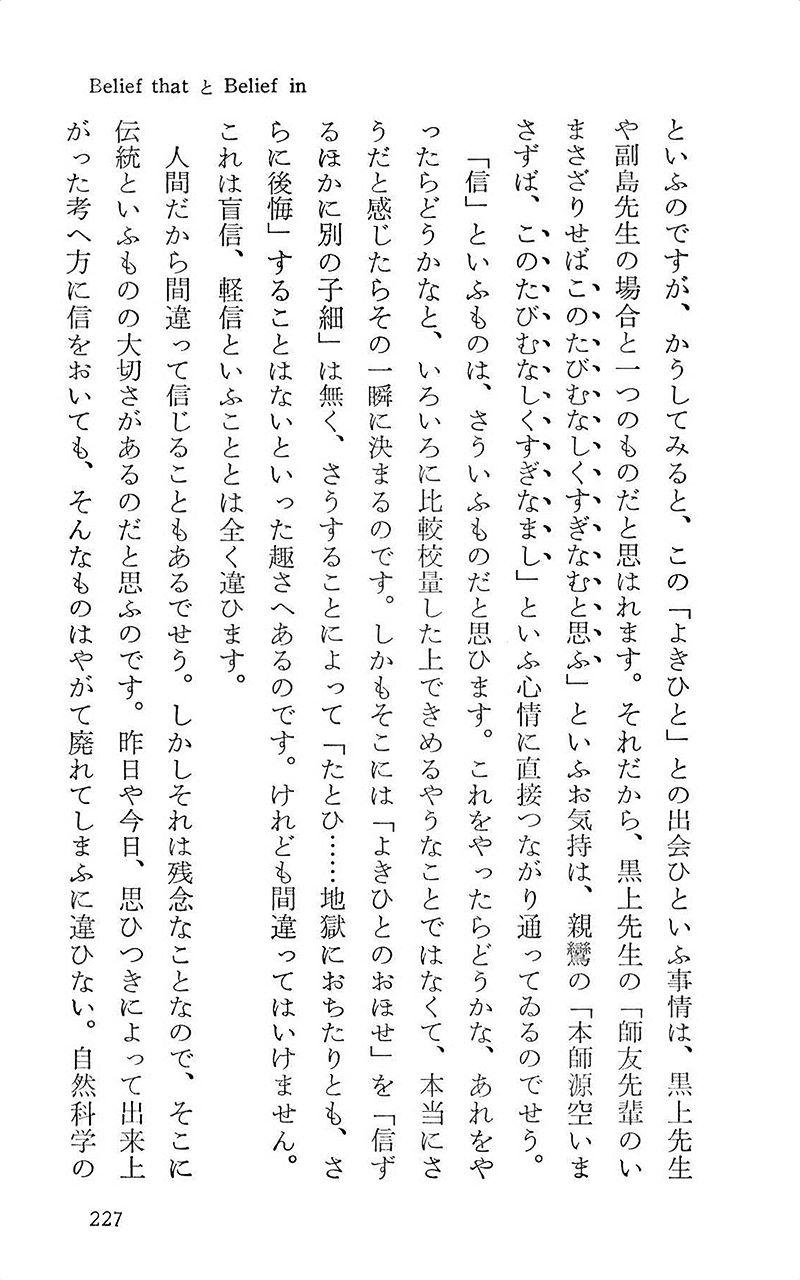 Belief that と Belief in
といふのですが、かうしてみると、この「よきひと」との出会ひといふ事情は、黒上先生
や副島先生の場合と一つのものだと思はれます。それだから、黒上先生の「師友先輩のい
まさざりせばこのたびむなしくすぎなむと思ふ」といふお気持は、親鸞の「本師源空いま
さずば、このたびむなしくすぎなまし」といふ心情に直接つながり通ってゐるのでせう。
「信」といふものは、さういふものだと思ひます。これをやったらどうかな、あれをや
ったらどうかなと、いろいろに比較校量した上できめるやうなことではなくて、本当にさ
うだと感じたらその一瞬に決まるのです。しかもそこには「よきひとのおほせ」を「信ず
るほかに別の子細」は無く、さうすることによって「たとひ……地獄におちたりとも、さ
らに後悔」することはないといった趣さへあるのです。けれども間違ってはいけません。
これは盲信、軽信といふこととは全く違ひます。
人間だから間違って信じることもあるでせう。しかしそれは残念なことなので、そこに
伝統といふものの大切さがあるのだと思ふのです。昨日や今日、思ひつきによって出来上
がった考へ方に信をおいても、そんなものはやがて廃れてしまふに違ひない。自然科学の
227